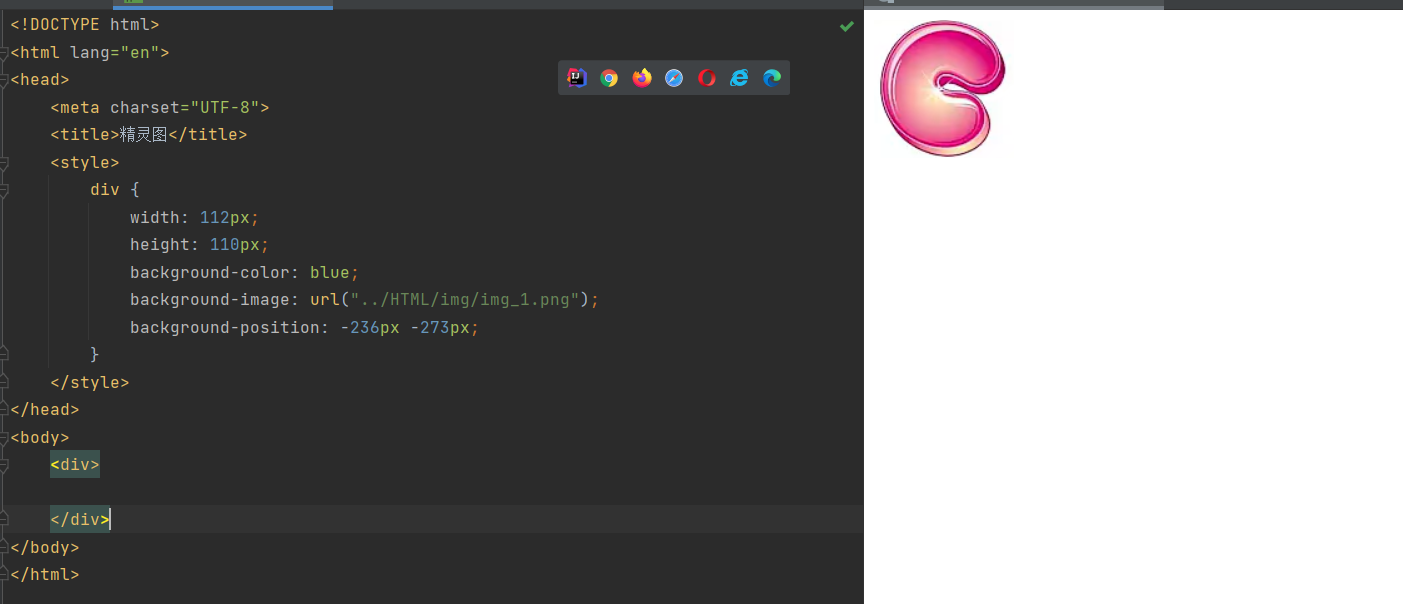 <!DOCTYPE html>
<html lang="en">
<head>
    <meta charset="UTF-8">
    <title>精灵图</title>
    <style>
        div {
            width: 112px;
            height: 110px;
            background-color: blue;
            background-image: url("../HTML/img/img_1.png");
            background-position: -236px -273px;
        }
    </style>
</head>
<body>
    <div>

    </div>
</body>
</html>